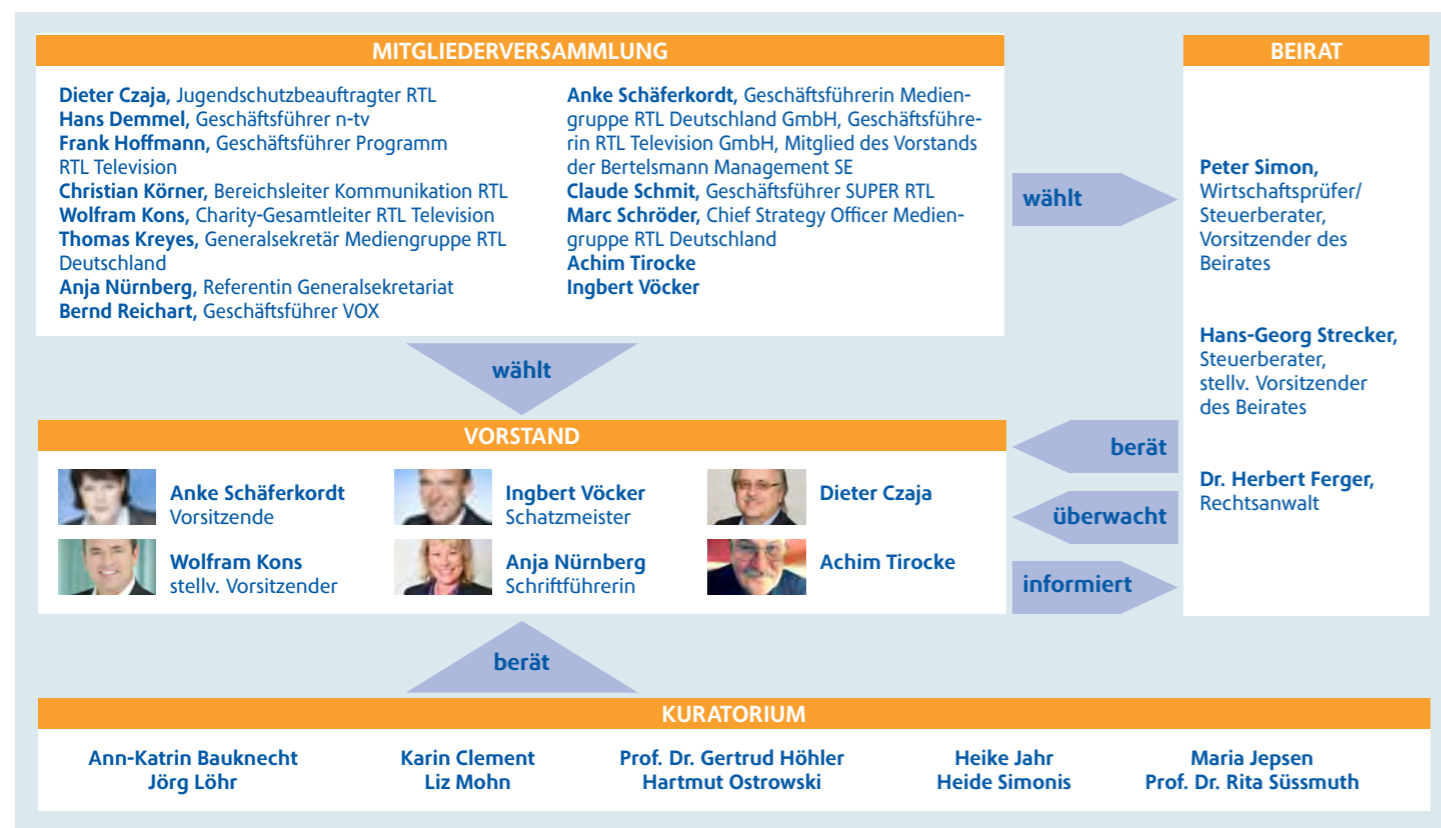 MITGLIEDERVERSAMMLUNG
Dieter Czaja, Jugendschutzbeauftragter RTL
Hans Demmel, Geschäftsführer n-tv
Frank Hoffmann, Geschäftsführer Programm
RTL Television
Christian Körner, Bereichsleiter Kommunikation RTL
Wolfram Kons, Charity-Gesamtleiter RTL Television
Thomas Kreyes, Generalsekretär Mediengruppe RTL
Deutschland
Anja Nürnberg, Referentin Generalsekretariat
Bernd Reichart, Geschäftsführer VOX
Anke Schäferkordt, Geschäftsführerin Medien-
gruppe RTL Deutschland GmbH, Geschäftsführe-
rin RTL Television GmbH, Mitglied des Vorstands
der Bertelsmann Management SE
Claude Schmit, Geschäftsführer SUPER RTL
Marc Schröder, Chief Strategy Officer Medien-
gruppe RTL Deutschland
Achim Tirocke
Ingbert Vöcker
wählt
BEIRAT
Peter Simon,
Wirtschaftsprüfer/
Steuerberater,
Vorsitzender des
Beirates
Hans-Georg Strecker,
Steuerberater,
stellv. Vorsitzender
des Beirates
Dr. Herbert Ferger,
Rechtsanwalt
wählt
VORSTAND
Anke Schäferkordt
Vorsitzende
Ingbert Vöcker
Schatzmeister
Dieter Czaja
Wolfram Kons
stellv. Vorsitzender
Anja Nürnberg
Schriftführerin
Achim Tirocke
berät
überwacht
informiert
berät
KURATORIUM
Ann-Katrin Bauknecht
Jörg Löhr
Karin Clement
Liz Mohn
Prof. Dr. Gertrud Höhler
Hartmut Ostrowski
Heike Jahr
Heide Simonis
Maria Jepsen
Prof. Dr. Rita Süssmuth